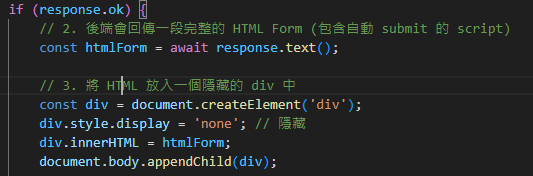 if (response.ok) {
// 2. 後端會回傳一段完整的 HTML Form (包含自動 submit 的 script)
const htmlForm = await response.text();
// 3. 將 HTML 放入一個隱藏的 div 中
const div = document.createElement('div');
div.style.display = 'none'; // 隱藏
div.innerHTML = htmlForm;
document.body.appendChild(div);